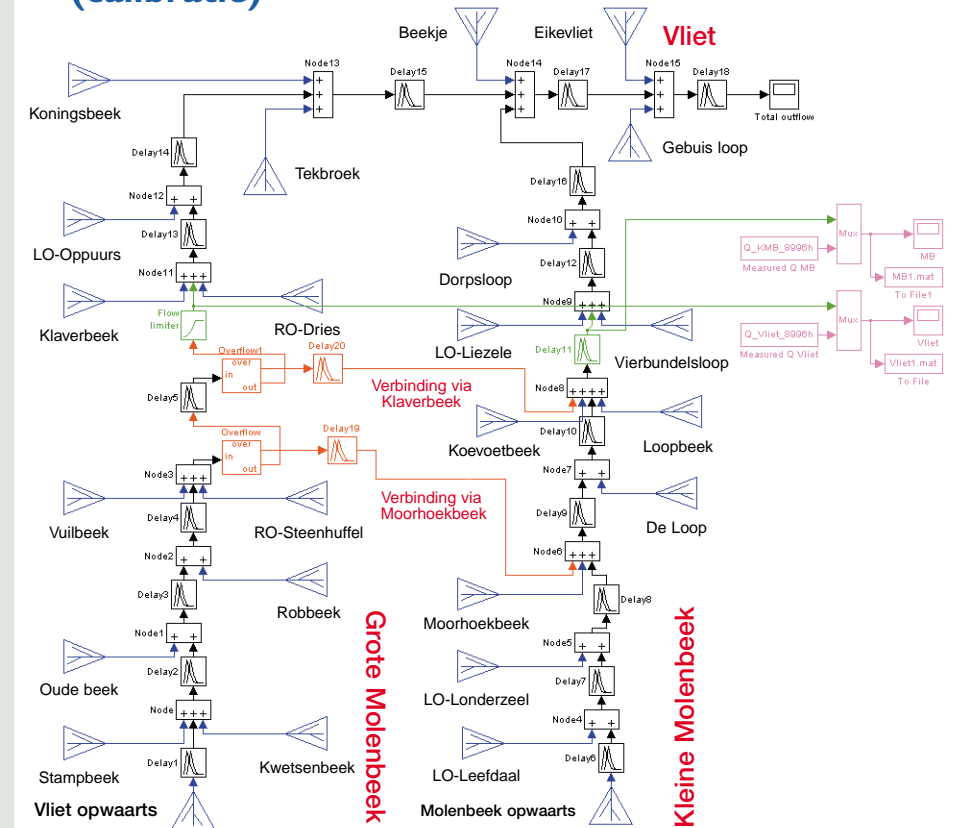 (calibratie)
Beekje
Eikevliet
Vliet
Node13
Delay15
Node14
Delay17
Node15
Delay18
+
+
+
+
+
+
+
+
+
Total outflow
Koningsbeek
Gebuis loop
Delay14
Tekbroek
Delay16
Node12
+ +
Node10
+ +
Delay13
LO-Oppuurs
Dorpsloop
Delay12
Mux
Q_KMB_8996h
Measured Q MB
MB
MB1.mat
To File1
Node11
+++
Node9
+++
Klaverbeek
RO-Dries
Flow
limiter
LO-Liezele
Vierbundelsloop
Delay11
Mux
Q_Vliet_8996h
Measured Q Vliet
Vliet
Vliet1.mat
To File
Overflow1
over
in
out
Delay20
Verbinding via
Klaverbeek
Delay5
Node8
++++
Koevoetbeek
Delay10
Loopbeek
Overflow
over
in
out
Delay19
Node3
+++
Node7
+ +
Verbinding via
Moorhoekbeek
Vuilbeek
Delay4
RO-Steenhuffel
Delay9
De Loop
Node2
+ +
Node6
+++
Delay3
Robbeek
Delay8
Moorhoekbeek
Node1
+ +
Node5
+ +
Oude beek
Delay2
LO-Londerzeel
Delay7
Node
+++
Node4
+ +
Stampbeek
Delay1
Kwetsenbeek
LO-Leefdaal
Delay6
Vliet opwaarts
Molenbeek opwaarts
Grote Molenbeek
Kleine Molenbeek